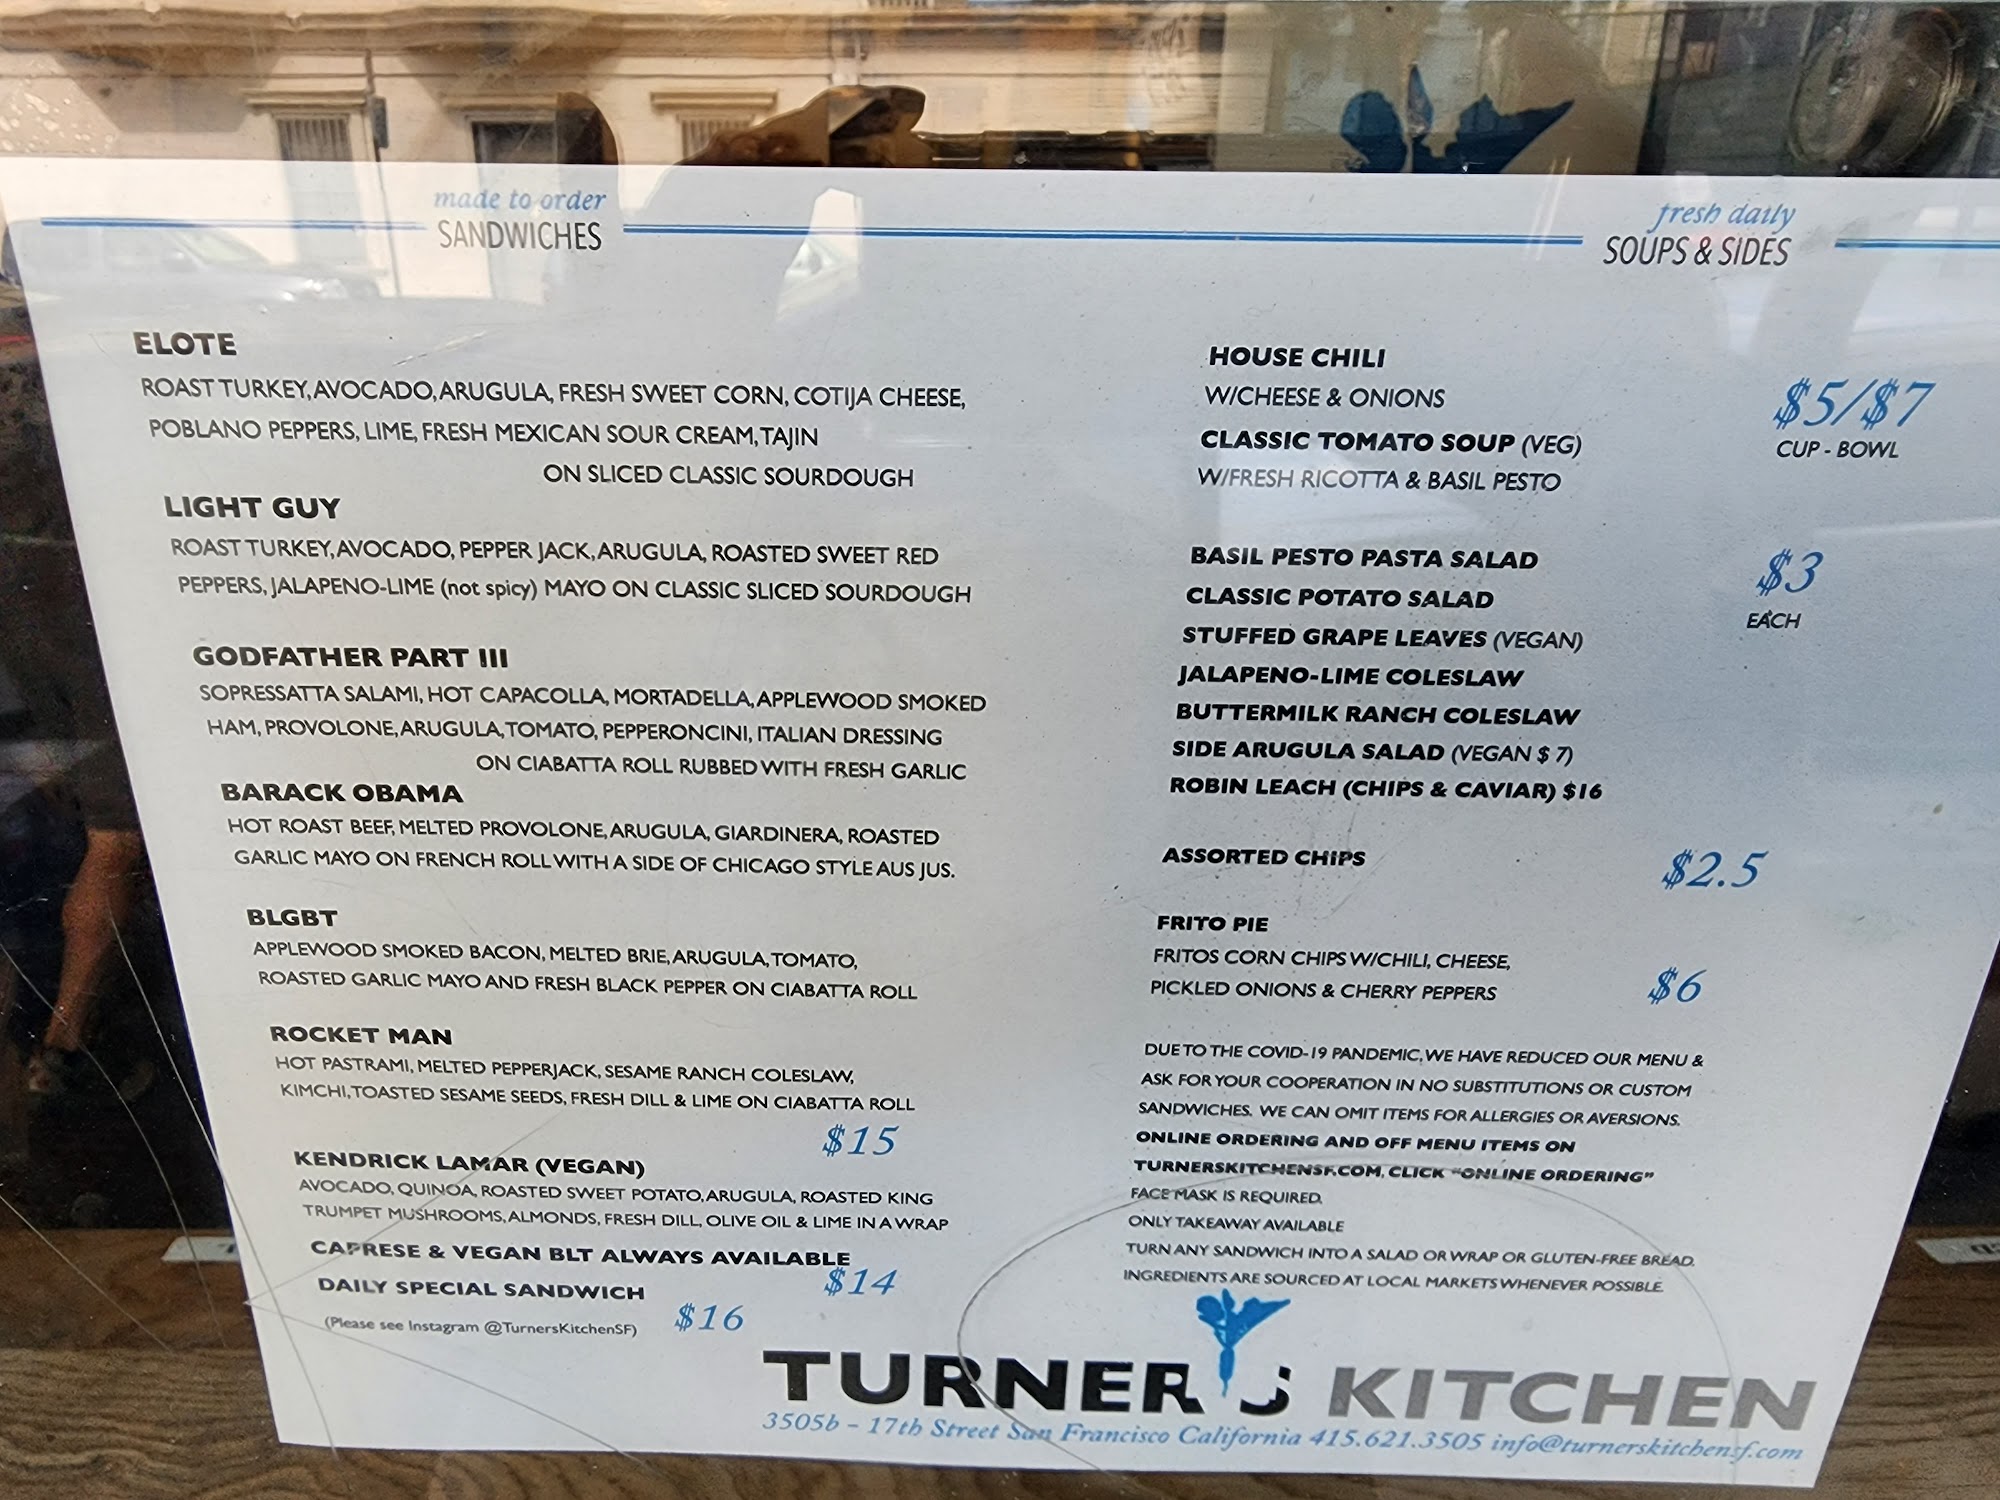 made to order
SANDWICHES
ELOTE
ROAST TURKEY, AVOCADO, ARUGULA, FRESH SWEET CORN, COTIJA CHEESE,
POBLANO PEPPERS, LIME, FRESH MEXICAN SOUR CREAM, TAJIN
ON SLICED CLASSIC SOURDOUGH
LIGHT GUY
ROAST TURKEY, AVOCADO, PEPPER JACK, ARUGULA, ROASTED SWEET RED
PEPPERS, JALAPENO-LIME (not spicy) MAYO ON CLASSIC SLICED SOURDOUGH
GODFATHER PART III
SOPRESSATTA SALAMI, HOT CAPACOLLA, MORTADELLA, APPLEWOOD SMOKED
HAM, PROVOLONE, ARUGULA, TOMATO, PEPPERONCINI, ITALIAN DRESSING
ON CIABATTA ROLL RUBBED WITH FRESH GARLIC
BARACK OBAMA
HOT ROAST BEEF, MELTED PROVOLONE, ARUGULA, GIARDINERA, ROASTED
GARLIC MAYO ON FRENCH ROLL WITH A SIDE OF CHICAGO STYLE AUS JUS.
BLGBT
APPLEWOOD SMOKED BACON, MELTED BRIE, ARUGULA, TOMATO,
ROASTED GARLIC MAYO AND FRESH BLACK PEPPER ON CIABATTA ROLL
ROCKET MAN
HOT PASTRAMI, MELTED PEPPERJACK, SESAME RANCH COLESLAW,
KIMCHI, TOASTED SESAME SEEDS, FRESH DILL & LIME ON CIABATTA ROLL
$15
KENDRICK LAMAR (VEGAN)
AVOCADO, QUINOA, ROASTED SWEET POTATO, ARUGULA, ROASTED KING
TRUMPET MUSHROOMS, ALMONDS, FRESH DILL, OLIVE OIL & LIME IN A WRAP
CAPRESE & VEGAN BLT ALWAYS AVAILABLE
$14
DAILY SPECIAL SANDWICH
(Please see Instagram @TurnersKitchenSF) $16
fresh daily
SOUPS & SIDES
HOUSE CHILI
W/CHEESE & ONIONS
$5/$7
CUP - BOWL
CLASSIC TOMATO SOUP (VEG)
W/FRESH RICOTTA & BASIL PESTO
BASIL PESTO PASTA SALAD
$3
EACH
CLASSIC POTATO SALAD
STUFFED GRAPE LEAVES (VEGAN)
JALAPENO-LIME COLESLAW
BUTTERMILK RANCH COLESLAW
SIDE ARUGULA SALAD (VEGAN $ 7)
ROBIN LEACH (CHIPS & CAVIAR) $16
ASSORTED CHIPS $2.5
FRITO PIE
FRITOS CORN CHIPS W/CHILI, CHEESE,
PICKLED ONIONS & CHERRY PEPPERS $6
DUE TO THE COVID-19 PANDEMIC, WE HAVE REDUCED OUR MENU &
ASK FOR YOUR COOPERATION IN NO SUBSTITUTIONS OR CUSTOM
SANDWICHES. WE CAN OMIT ITEMS FOR ALLERGIES OR AVERSIONS.
ONLINE ORDERING AND OFF MENU ITEMS ON
TURNERSKITCHENSF.COM, CLICK "ONLINE ORDERING"
FACE MASK IS REQUIRED.
ONLY TAKEAWAY AVAILABLE
TURN ANY SANDWICH INTO A SALAD OR WRAP OR GLUTEN-FREE BREAD.
INGREDIENTS ARE SOURCED AT LOCAL MARKETS WHENEVER POSSIBLE.
TURNER'S KITCHEN
3505b - 17th Street San Francisco California 415.621.3505 info@turnerskitchensf.com